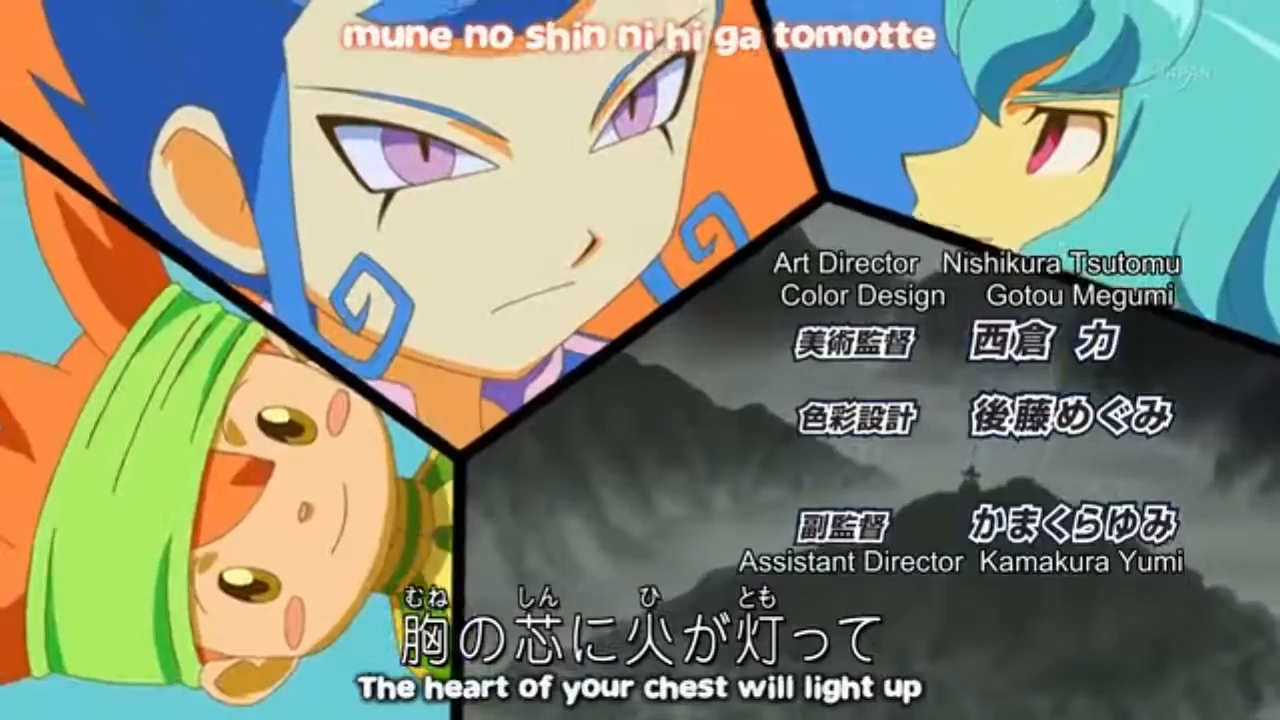 mune no shin ni hi ga tomotte
JAPAN
Art Director Nishikura Tsutomu
Color Design Gotou Megumi
美術監督 西倉 力
色彩設計 後藤めぐみ
副監督 かまくらゆみ
Assistant Director Kamakura Yumi
むね しん ひ とも
胸の芯に火が灯って
The heart of your chest will light up